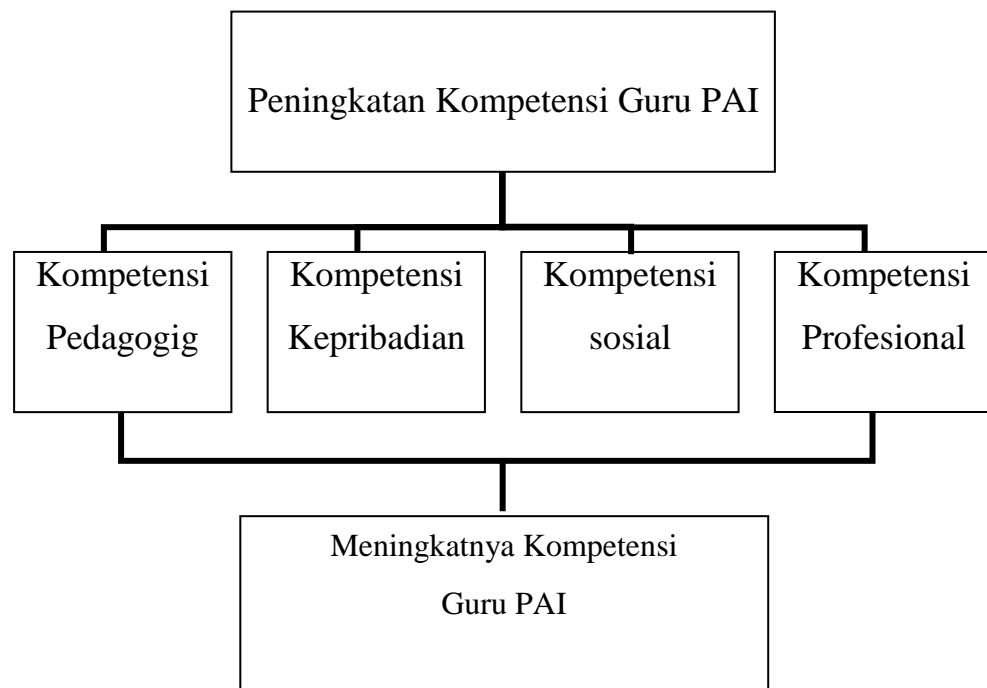 Peningkatan Kompetensi Guru PAI
Kompetensi
Pedagogig
Kompetensi
Kepribadian
Kompetensi
sosial
Kompetensi
Profesional
Meningkatnya Kompetensi
Guru PAI